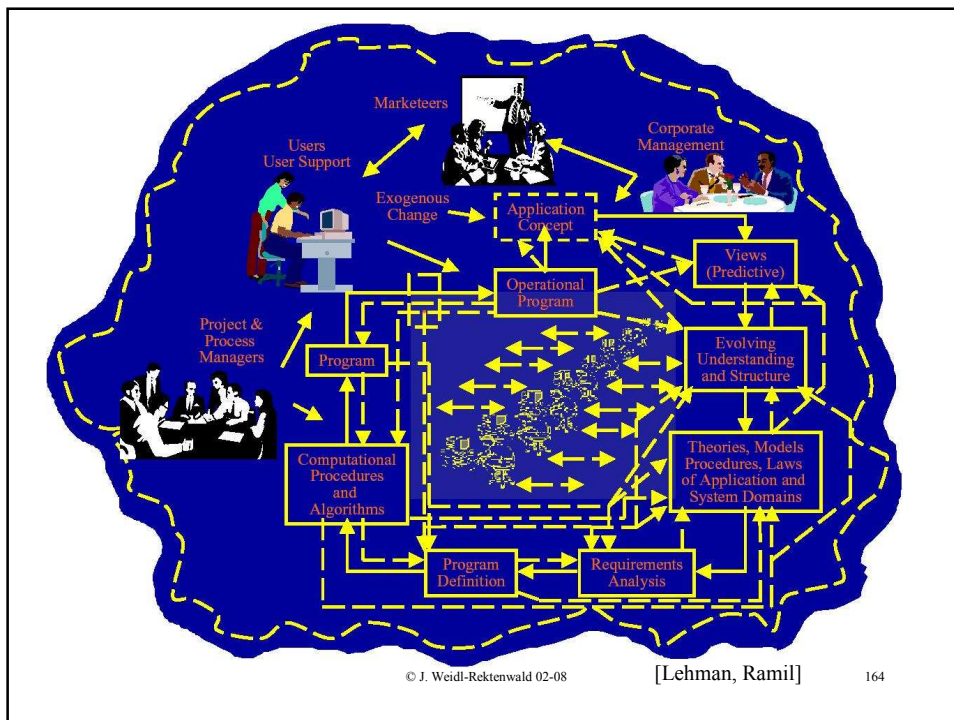 Marketeers
Users
User Support
Corporate
Management
Exogenous
Change
Application
Concept
Views
(Predictive)
Operational
Program
Project &
Process
Managers
Program
Evolving
Understanding
and Structure
Computational
Procedures
and
Algorithms
Theories, Models
Procedures, Laws
of Application and
System Domains
Program
Definition
Requirements
Analysis
© J. Weidl-Rektenwald 02-08
[Lehman, Ramil]
164